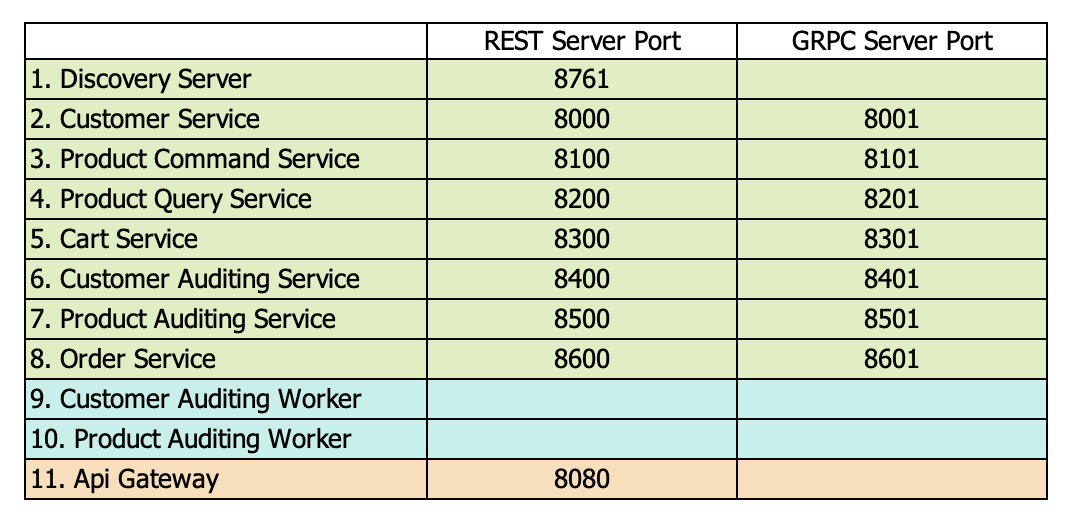 REST Server Port GRPC Server Port
1. Discovery Server 8761
2. Customer Service 8000 8001
3. Product Command Service 8100 8101
4. Product Query Service 8200 8201
5. Cart Service 8300 8301
6. Customer Auditing Service 8400 8401
7. Product Auditing Service 8500 8501
8. Order Service 8600 8601
9. Customer Auditing Worker
10. Product Auditing Worker
11. Api Gateway 8080